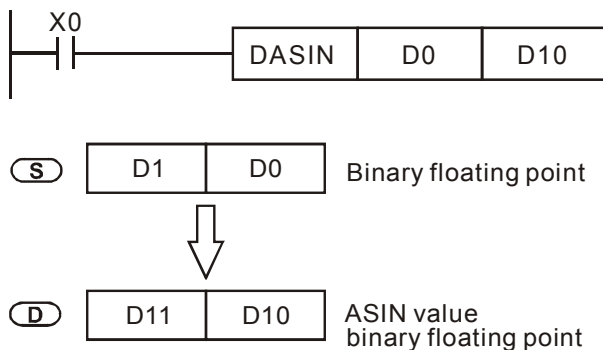 X0
DASIN D0 D10
S D1 D0 Binary floating point
D D11 D10 ASIN value
binary floating point